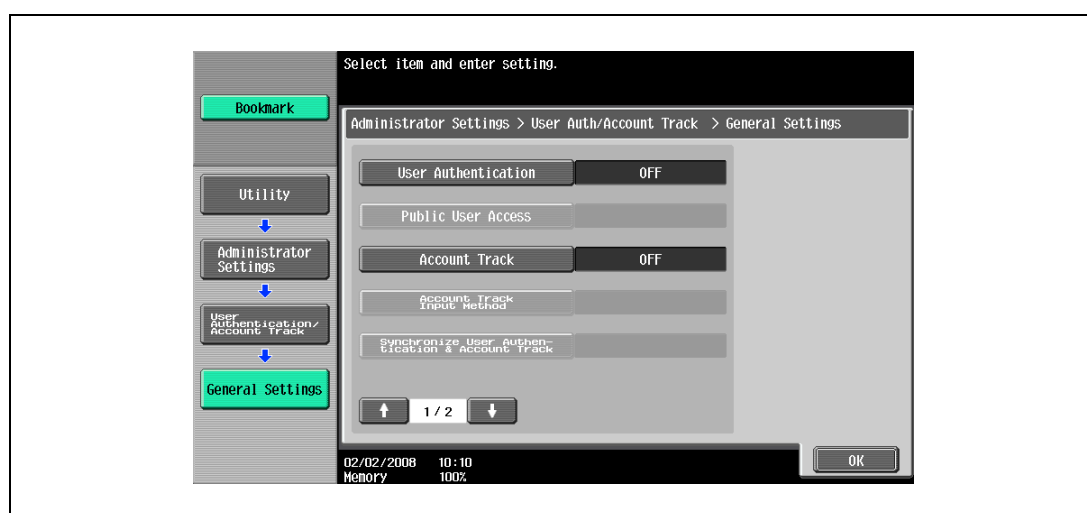 Select item and enter setting.
Bookmark
Administrator Settings > User Auth/Account Track > General Settings
User Authentication OFF
Utility
Public User Access
Administrator
Settings
Account Track OFF
Account Track
Input Method
User
Authentication/
Account Track
Synchronize User Authen-
tication & Account Track
General Settings
1/2
02/02/2008 10:10
Memory 100%
OK